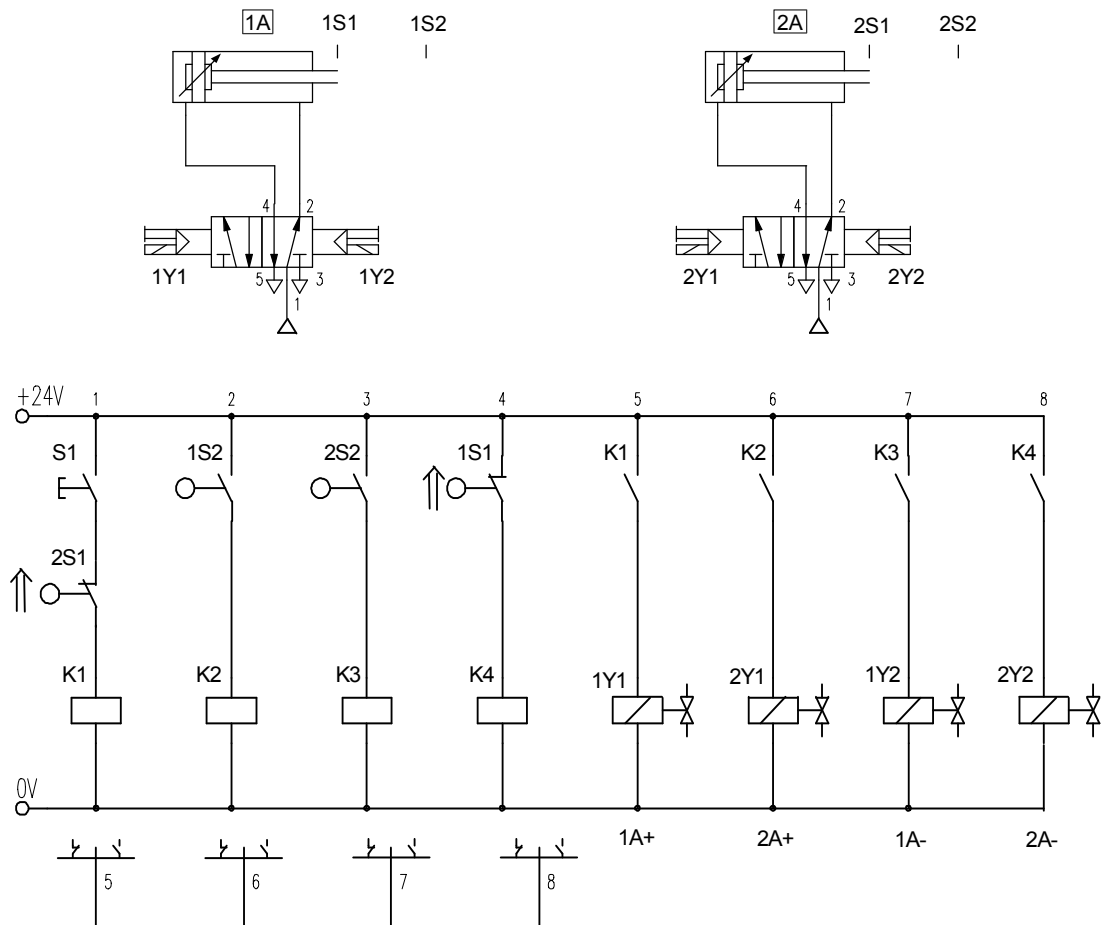 1A 1S1 1S2
2A 2S1 2S2
4 2
4 2
1Y1 5 3 1Y2
2Y1 5 3 2Y2
1
1
+24V 1 2 3 4 5 6 7 8
S1 1S2 2S2 1S1 K1 K2 K3 K4
2S1
K1 K2 K3 K4 1Y1 2Y1 1Y2 2Y2
0V
1A+ 2A+ 1A- 2A-
5 6 7 8